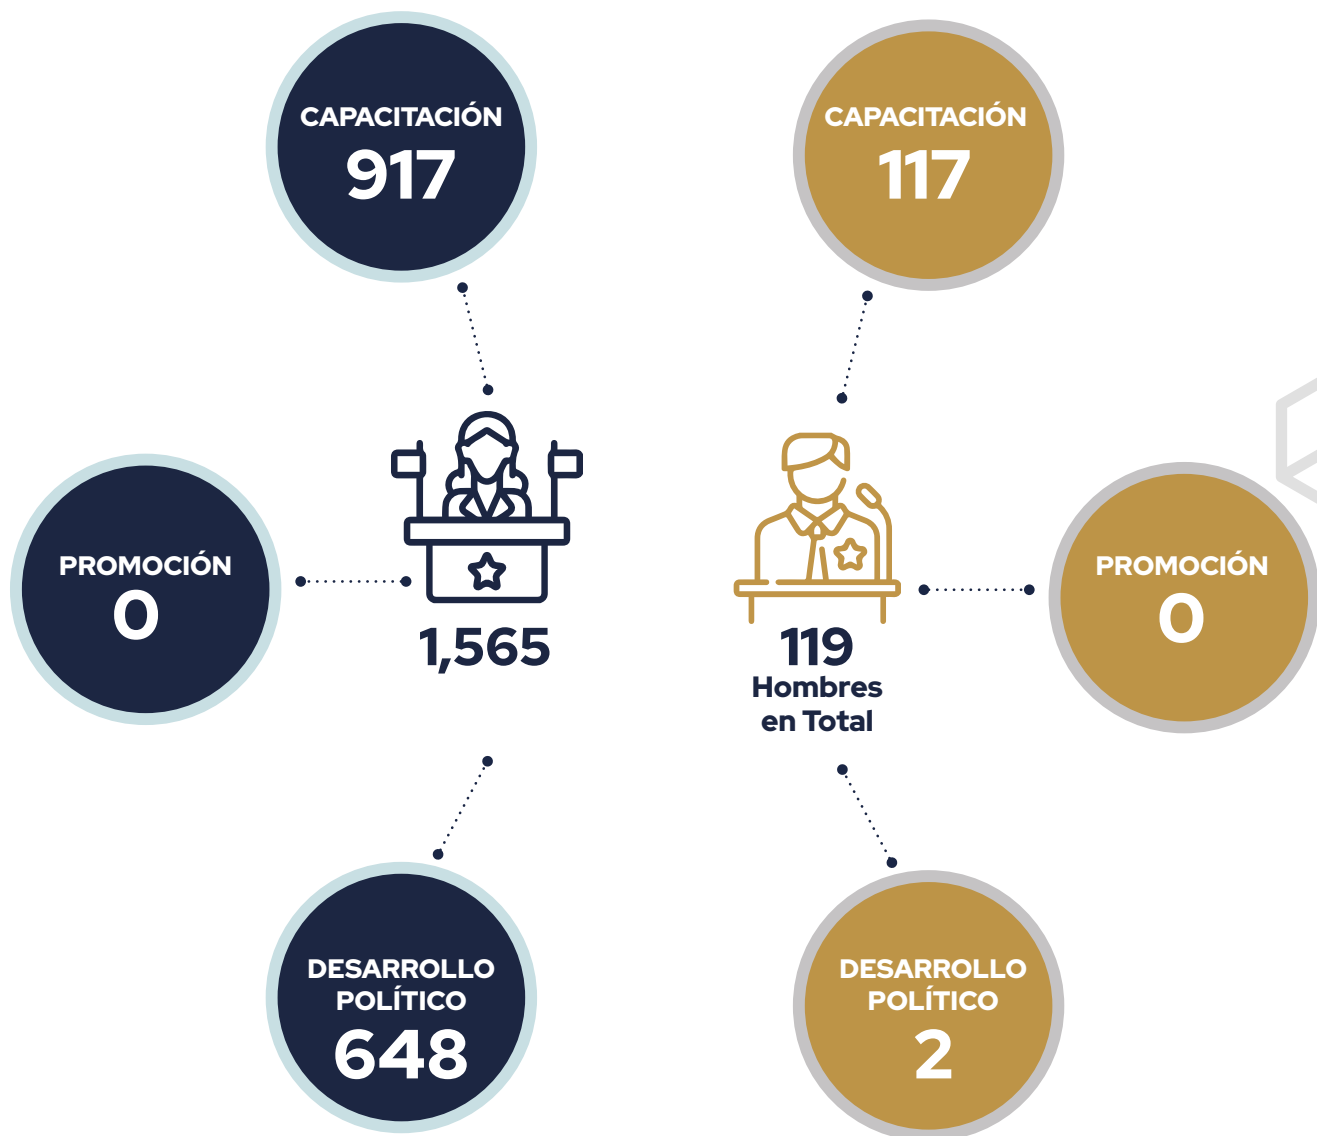 CAPACITACIÓN
917
CAPACITACIÓN
117
PROMOCIÓN
0
1,565
119
Hombres
en Total
PROMOCIÓN
0
DESARROLLO
POLÍTICO
648
DESARROLLO
POLÍTICO
2